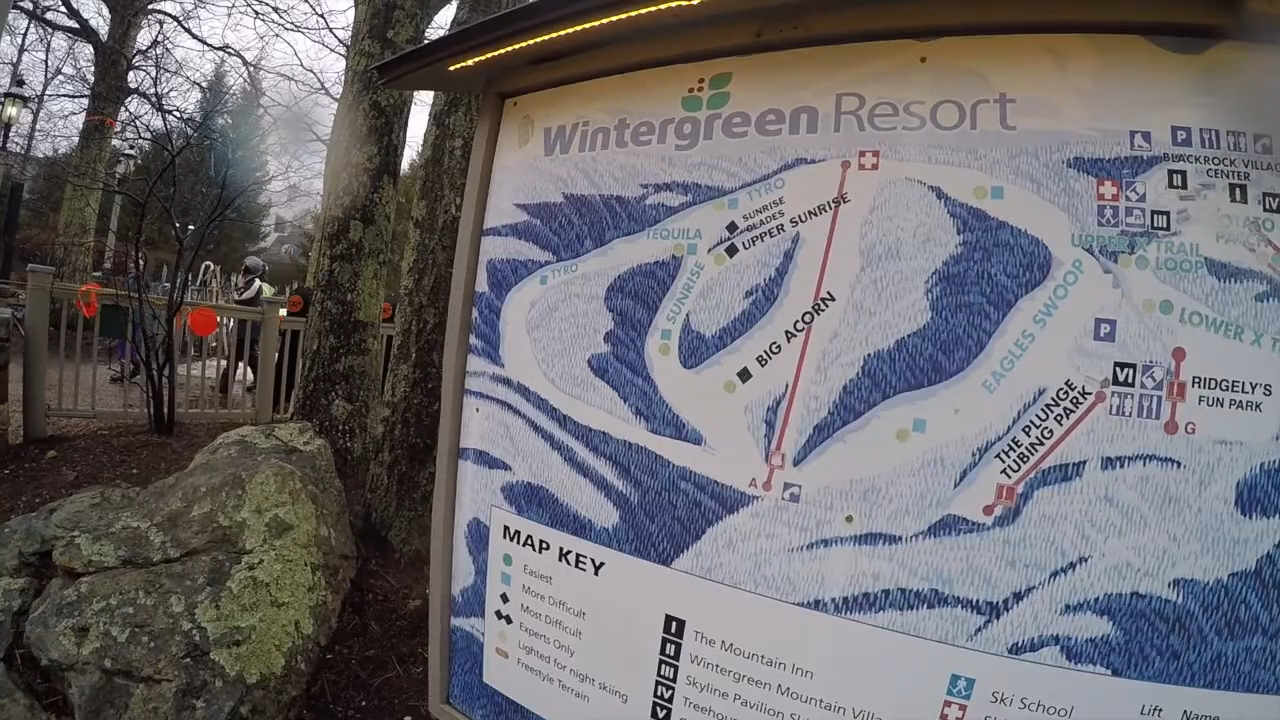 Wintergreen Resort
TYRO
SUNRISE
GLADES
UPPER SUNRISE
TEQUILA
TYRO
SUNRISE
BIG ACORN
A
EAGLES SWOOP
BLACKROCK VILLAGE
CENTER
I
IV
III
P
UPPER X TRAIL
LOOP
LOWER X T
P
VI
RIDGELY'S
FUN PARK
G
THE PLUNGE
TUBING PARK
MAP KEY
Easiest
More Difficult
Most Difficult
Experts Only
Lighted for night skiing
Freestyle Terrain
I The Mountain Inn
II Wintergreen Mountain Villa
III Skyline Pavilion
IV Treehou
V
Ski School
Lift Name